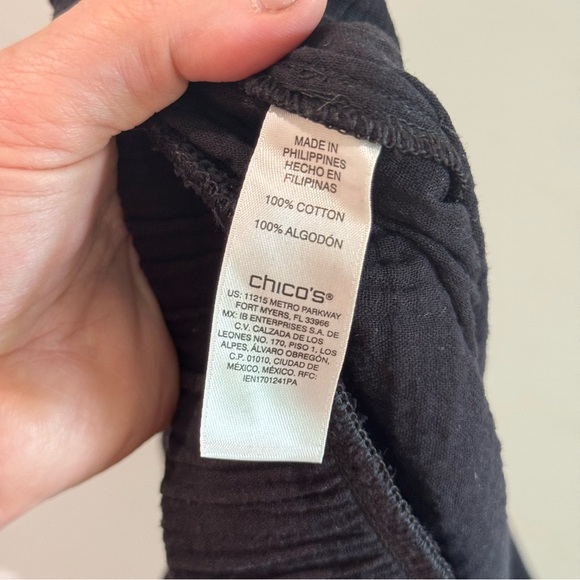 MADE IN
PHILIPPINES
HECHO EN
FILIPINAS
100% COTTON
100% ALGODÓN
chico's®
US: 11215 METRO PARKWAY
FORT MYERS, FL 33966
MX: IB ENTERPRISES S.A. DE
C.V. CALZADA DE LOS
LEONES NO. 170, PISO 1, LOS
ALPES, ÁLVARO OBREGÓN,
C.P. 01010, CIUDAD DE
MÉXICO, MÉXICO. RFC:
IEN1701241PA